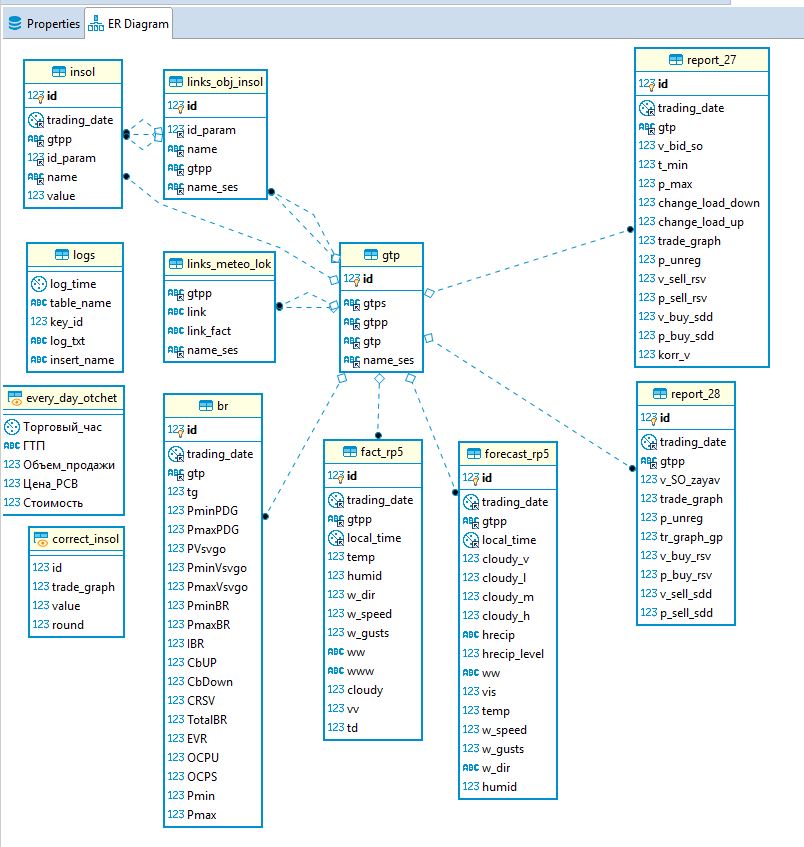 Properties
ER Diagram
insol
123 id
trading_date
ABC gtpp
123 id_param
ABC name
123 value
links_obj_insol
123 id
123 id_param
ABC name
ABC gtpp
ABC name_ses
report_27
123 id
trading_date
ABC gtp
123 v_bid_so
123 t_min
123 p_max
123 change_load_down
123 change_load_up
123 trade_graph
123 p_unreg
123 v_sell_rsv
123 p_sell_rsv
123 v_buy_sdd
123 p_buy_sdd
123 korr_v
logs
log_time
ABC table_name
123 key_id
ABC log_txt
ABC insert_name
links_meteo_lok
ABC gtpp
ABC link
ABC link_fact
ABC name_ses
gtp
123 id
ABC gtps
ABC gtpp
ABC gtp
ABC name_ses
every_day_otchet
Торговый_час
ABC ГТП
123 Объем_продажи
123 Цена_РСВ
123 Стоимость
correct_insol
123 id
123 trade_graph
123 value
123 round
br
123 id
trading_date
ABC gtp
123 tg
123 PminPDG
123 PmaxPDG
123 PVsvgo
123 PminVsvgo
123 PmaxVsvgo
123 PminBR
123 PmaxBR
123 IBR
123 CbUP
123 CbDown
123 CRSV
123 TotalBR
123 EVR
123 OCPU
123 OCPS
123 Pmin
123 Pmax
fact_rp5
123 id
trading_date
ABC gtpp
local_time
123 temp
123 humid
123 w_dir
123 w_speed
123 w_gusts
ABC ww
ABC www
123 cloudy
123 vv
123 td
forecast_rp5
123 id
trading_date
ABC gtpp
local_time
123 cloudy_v
123 cloudy_l
123 cloudy_m
123 cloudy_h
ABC hrecip
123 hrecip_level
ABC ww
123 vis
123 temp
123 w_speed
123 w_gusts
ABC w_dir
123 humid
report_28
123 id
trading_date
ABC gtpp
123 v_SO_zayav
123 trade_graph
123 p_unreg
123 tr_graph_gp
123 v_buy_rsv
123 p_buy_rsv
123 v_sell_sdd
123 p_sell_sdd